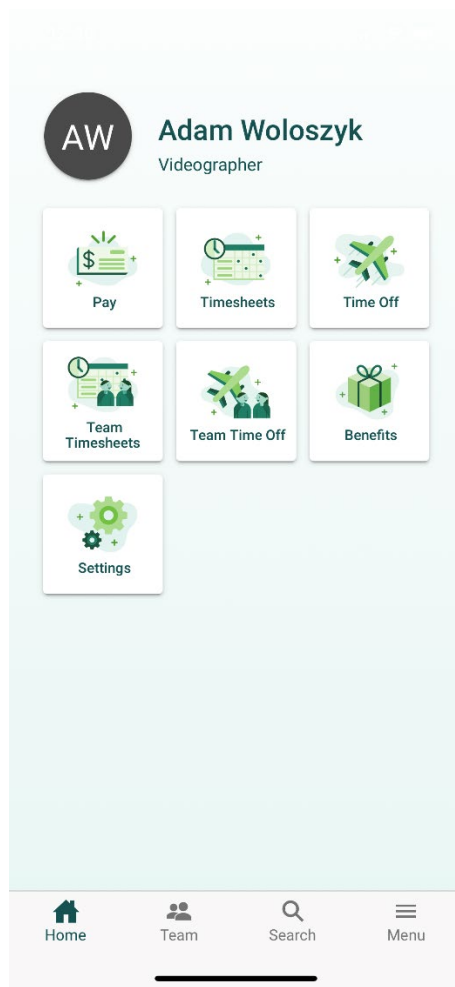 AW
Adam Woloszyk
Videographer
$
Pay
Timesheets
Time Off
Team
Timesheets
Team Time Off
Benefits
Settings
Home
Team
Search
Menu